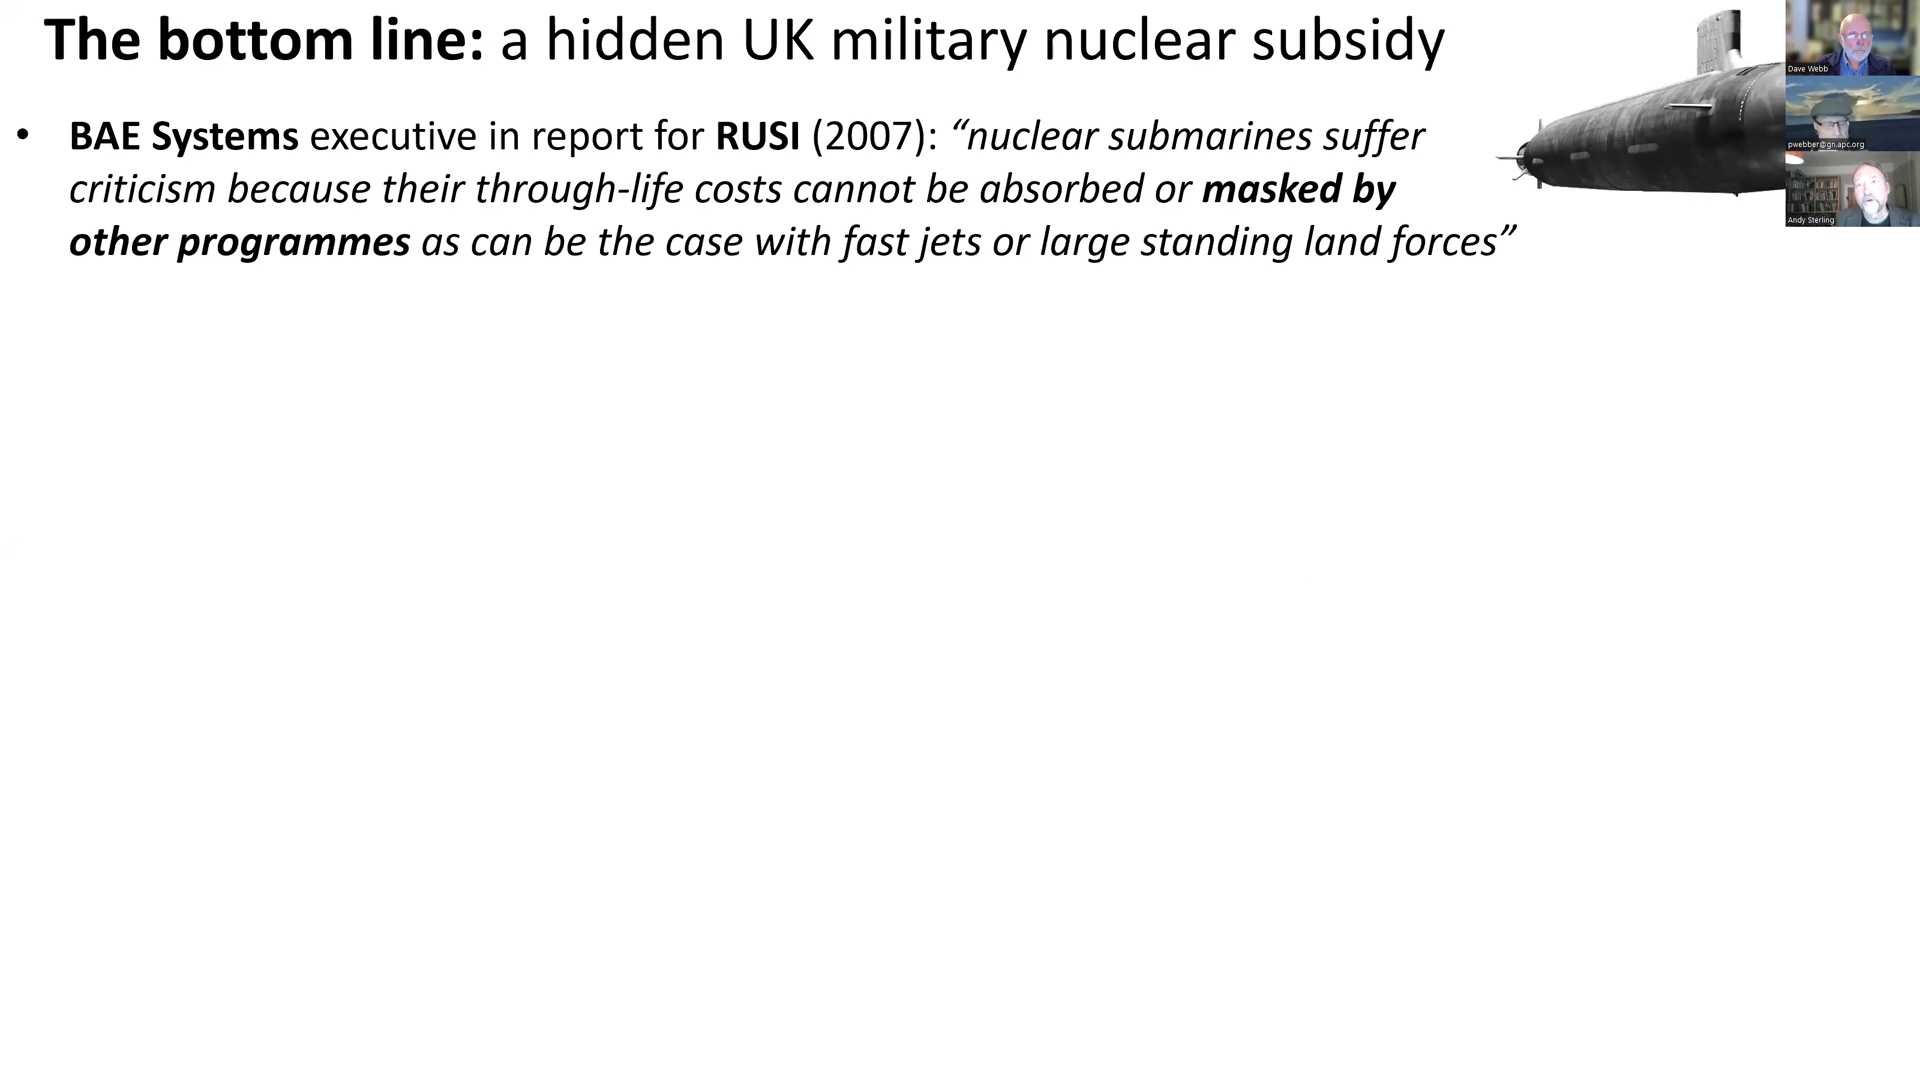 The bottom line: a hidden UK military nuclear subsidy
• BAE Systems executive in report for RUSI (2007): “nuclear submarines suffer
criticism because their through-life costs cannot be absorbed or masked by
other programmes as can be the case with fast jets or large standing land forces”
Dave Webb
pwebber@gn.apc.org
Andy Sterling